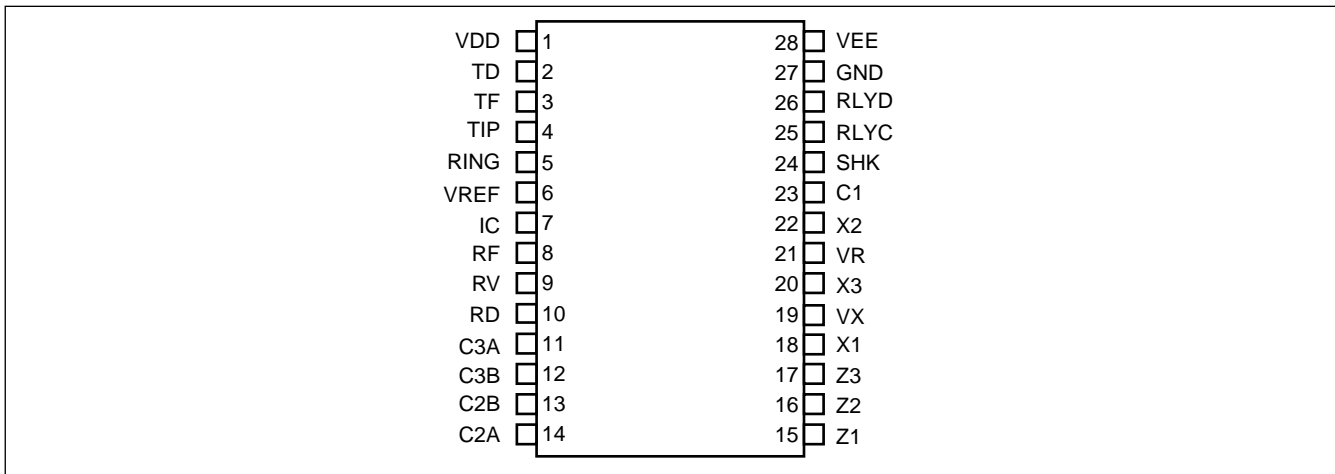 VDD 1 28 VEE
TD 2 27 GND
TF 3 26 RLYD
TIP 4 25 RLYC
RING 5 24 SHK
VREF 6 23 C1
IC 7 22 X2
RF 8 21 VR
RV 9 20 X3
RD 10 19 VX
C3A 11 18 X1
C3B 12 17 Z3
C2B 13 16 Z2
C2A 14 15 Z1